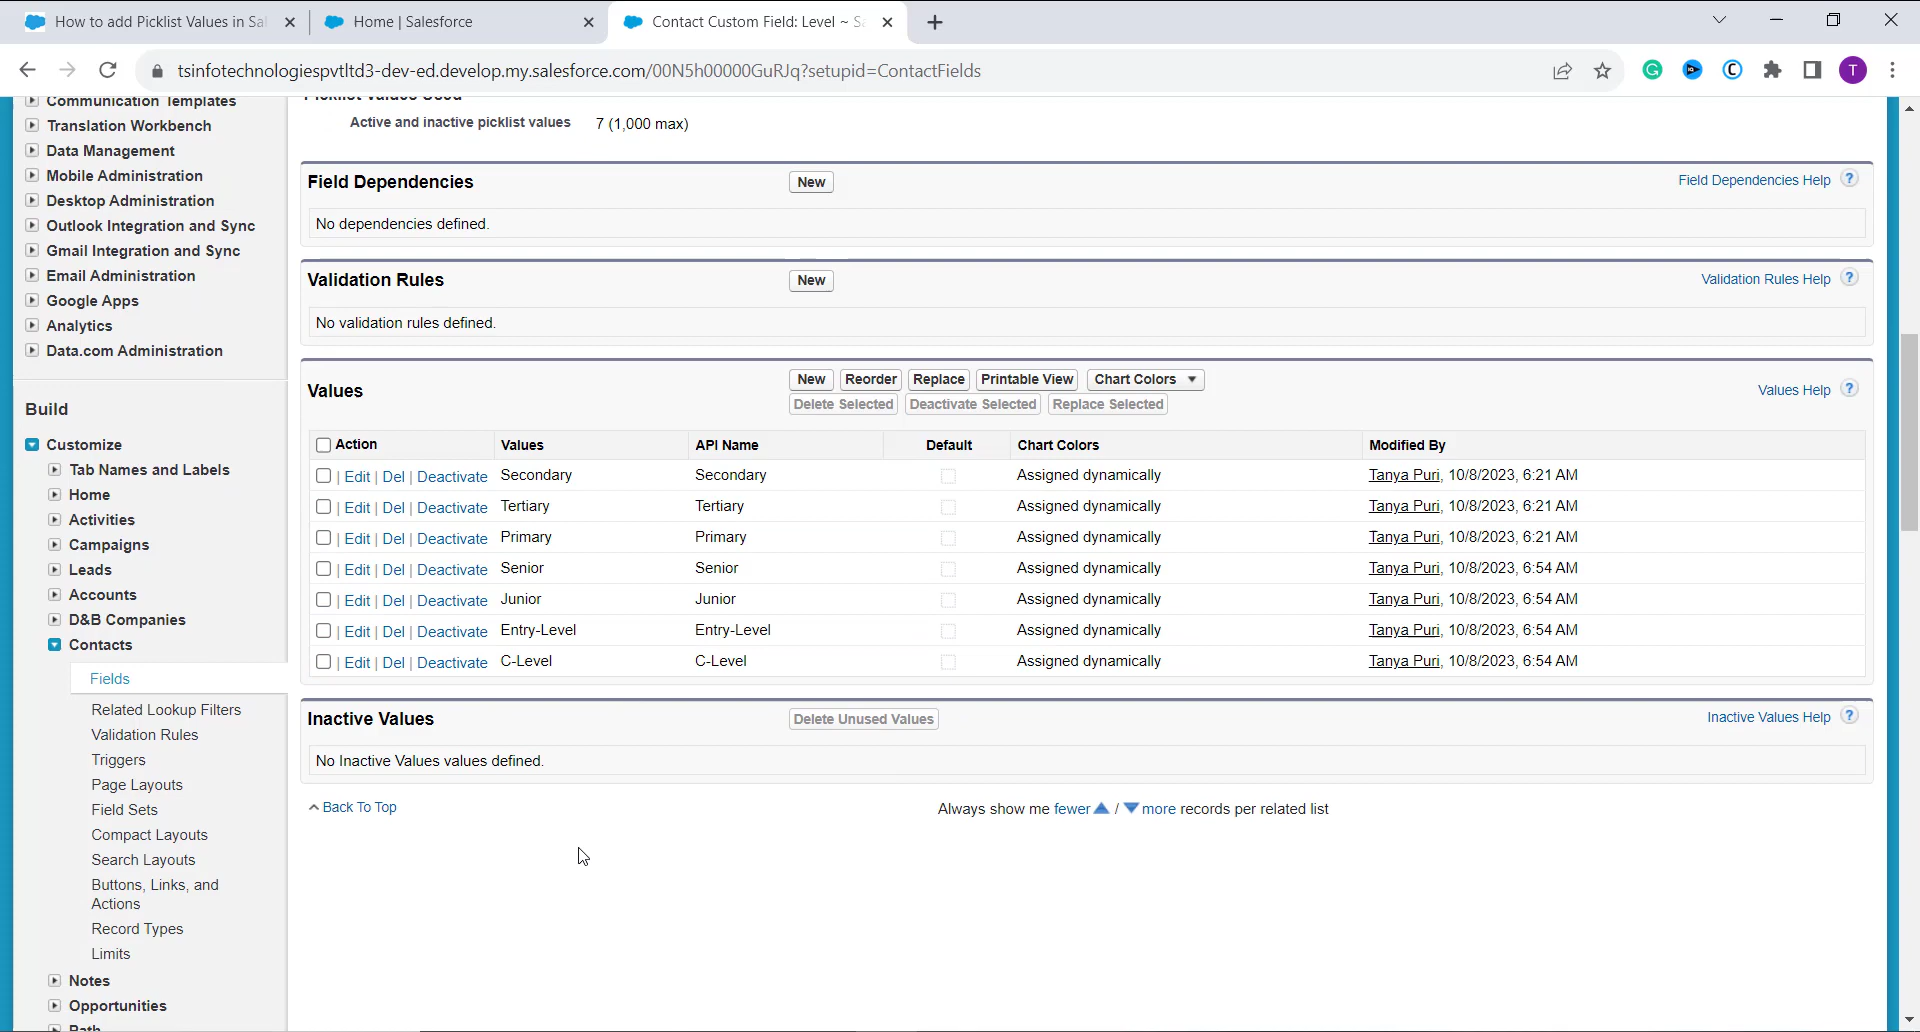 How to add Picklist Values in Sal
Home | Salesforce
Contact Custom Field: Level ~ Sa
tsinfotechnologiespvtltd3-dev-ed.develop.my.salesforce.com/00N5h00000GuRJq?setupid=ContactFields
T
Communication Templates
Translation Workbench
Data Management
Mobile Administration
Desktop Administration
Outlook Integration and Sync
Gmail Integration and Sync
Email Administration
Google Apps
Analytics
Data.com Administration
Build
Customize
Tab Names and Labels
Home
Activities
Campaigns
Leads
Accounts
D&B Companies
Contacts
Fields
Related Lookup Filters
Validation Rules
Triggers
Page Layouts
Field Sets
Compact Layouts
Search Layouts
Buttons, Links, and
Actions
Record Types
Limits
Notes
Opportunities
Path
Picklist Values Used
Active and inactive picklist values 7 (1,000 max)
Field Dependencies New Field Dependencies Help ?
No dependencies defined.
Validation Rules New Validation Rules Help ?
No validation rules defined.
Values New Reorder Replace Printable View Chart Colors Values Help ?
Delete Selected Deactivate Selected Replace Selected
Action Values API Name Default Chart Colors Modified By
| Edit | Del | Deactivate Secondary Secondary Assigned dynamically Tanya Puri, 10/8/2023, 6:21 AM
| Edit | Del | Deactivate Tertiary Tertiary Assigned dynamically Tanya Puri, 10/8/2023, 6:21 AM
| Edit | Del | Deactivate Primary Primary Assigned dynamically Tanya Puri, 10/8/2023, 6:21 AM
| Edit | Del | Deactivate Senior Senior Assigned dynamically Tanya Puri, 10/8/2023, 6:54 AM
| Edit | Del | Deactivate Junior Junior Assigned dynamically Tanya Puri, 10/8/2023, 6:54 AM
| Edit | Del | Deactivate Entry-Level Entry-Level Assigned dynamically Tanya Puri, 10/8/2023, 6:54 AM
| Edit | Del | Deactivate C-Level C-Level Assigned dynamically Tanya Puri, 10/8/2023, 6:54 AM
Inactive Values Delete Unused Values Inactive Values Help ?
No Inactive Values values defined.
Back To Top Always show me fewer / more records per related list